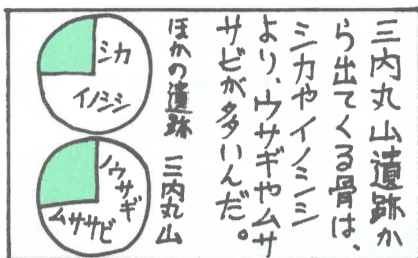 三内丸山遺跡か
ら出てくる骨は、
シカやイノシシ
より、ウサギやムサ
サビが多いんだ。
ほかの遺跡
シカ
イノシシ
三内丸山
ノウサギ
ムササビ